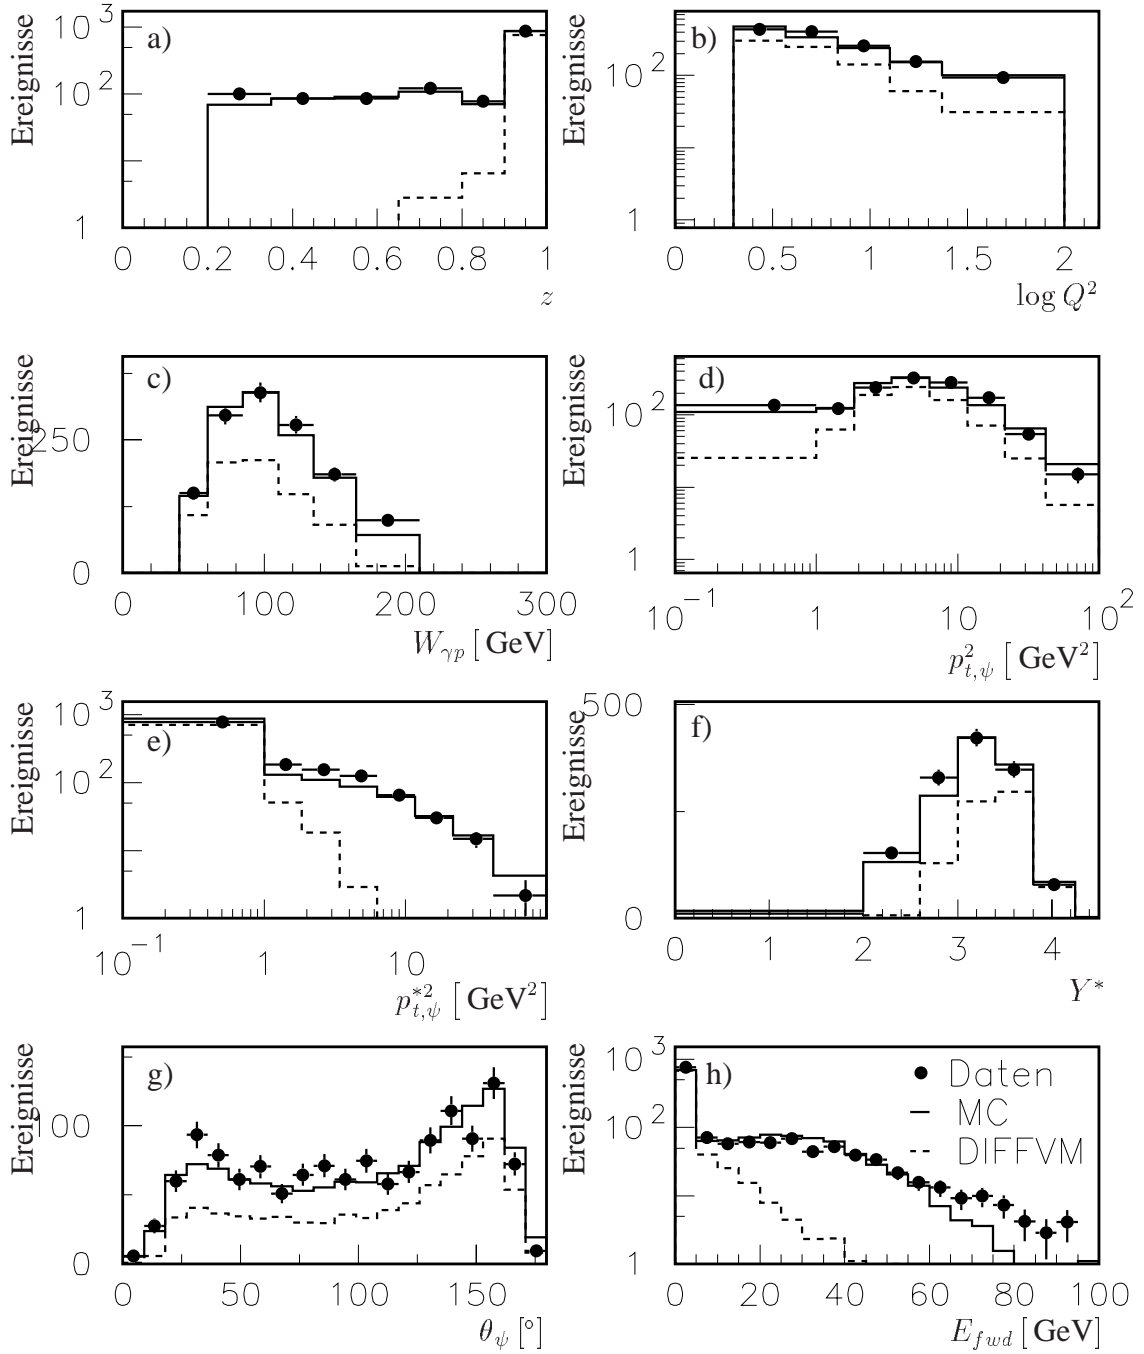 Ereignisse
a)
10^3
10^2
1
0 0.2 0.4 0.6 0.8 1
z
Ereignisse
b)
10^2
1
0 0.5 1 1.5 2
log Q^2
Ereignisse
c)
250
0
0 100 200 300
W_γp [GeV]
Ereignisse
d)
10^2
1
10^-1 1 10 10^2
p^2_t,ψ [GeV^2]
Ereignisse
e)
10^3
10^2
1
10^-1 1 10
p^*2_t,ψ [GeV^2]
Ereignisse
f)
500
0
0 1 2 3 4
Y*
Ereignisse
g)
100
0
0 50 100 150
θ_ψ [°]
Ereignisse
h)
10^3
10^2
1
Daten
MC
DIFFVM
0 20 40 60 80 100
E_fwd [GeV]